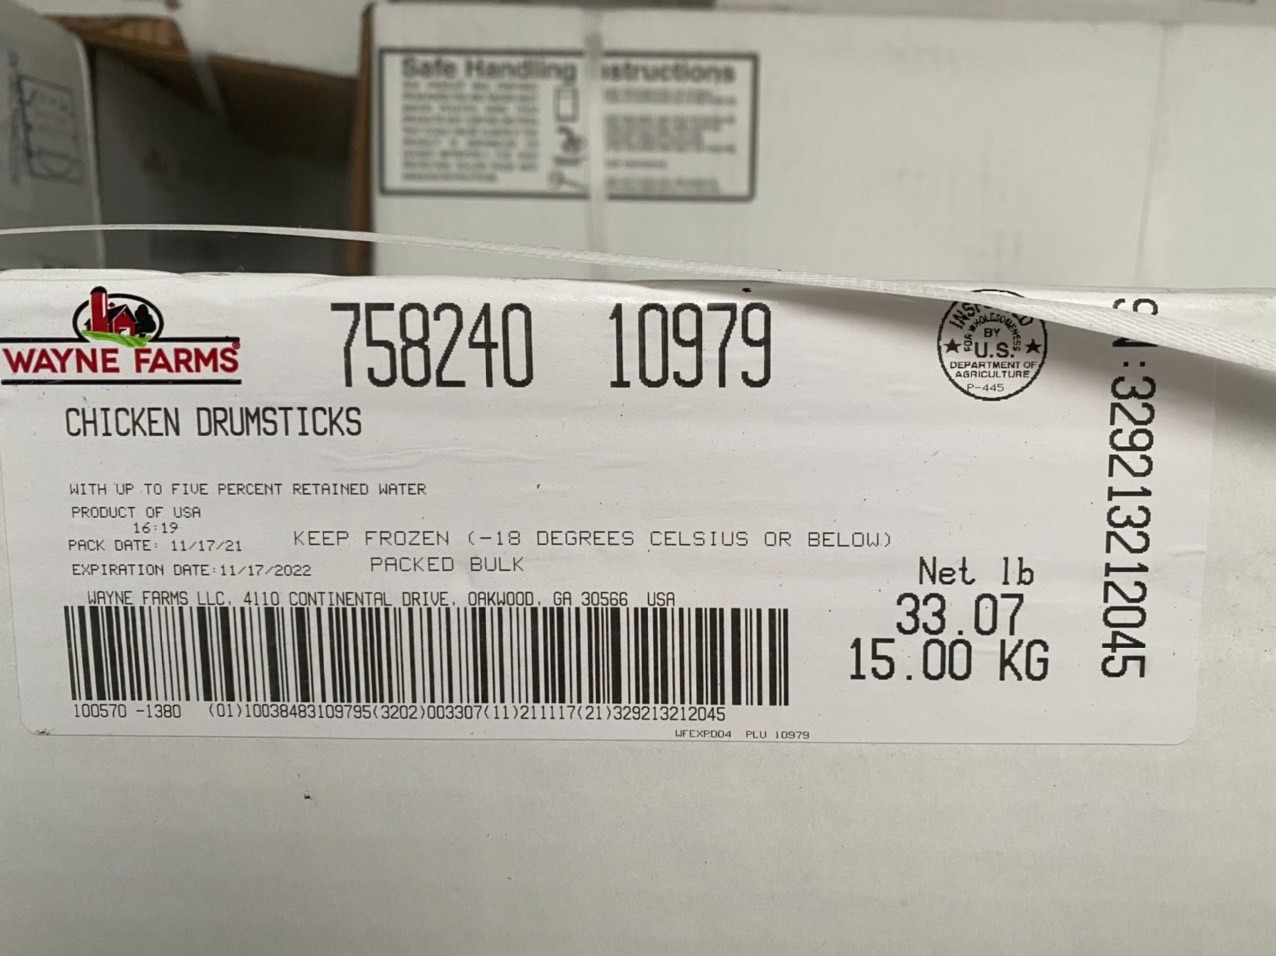 Safe Handling Instructions
WAYNE FARMS®
758240 10979
CHICKEN DRUMSTICKS
INSPECTED
FOR WHOLESOMENESS
BY
U.S.
DEPARTMENT OF
AGRICULTURE
P-445
WITH UP TO FIVE PERCENT RETAINED WATER
PRODUCT OF USA
16:19
PACK DATE: 11/17/21
KEEP FROZEN (-18 DEGREES CELSIUS OR BELOW)
EXPIRATION DATE:11/17/2022
PACKED BULK
WAYNE FARMS LLC, 4110 CONTINENTAL DRIVE, OAKWOOD, GA 30566 USA
Net lb
33.07
15.00 KG
100570 -1380 (01)10038483109795(3202)003307(11)211117(21)329213212045
WFEXPD04 PLU 10979
SN:329213212045